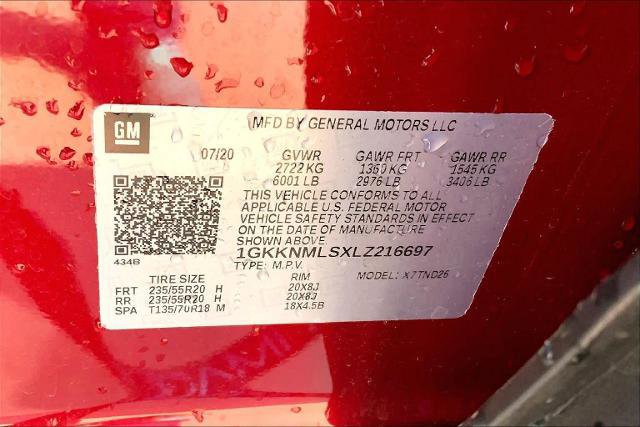 GM
MFD BY GENERAL MOTORS LLC
07/20 GVWR GAWR FRT GAWR RR
2722 KG 1350 KG 1545 KG
6001 LB 2976 LB 3406 LB
THIS VEHICLE CONFORMS TO ALL
APPLICABLE U.S. FEDERAL MOTOR
VEHICLE SAFETY STANDARDS IN EFFECT
ON THE DATE OF MANUFACTURE
SHOWN ABOVE.
1GKKNMLSXLZ216697
434B
TYPE: M.P.V. MODEL: X7TND26
TIRE SIZE RIM
FRT 235/55R20 H 20X8J
RR 235/55R20 H 20X8J
SPA T135/70R18 M 18X4.5B